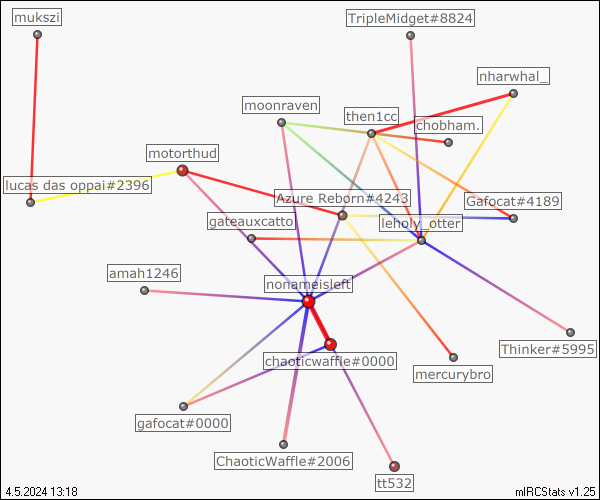 mukszi
TripleMidget#8824
nharwhal_
moonraven
then1cc
chobham.
motorthud
lucas das oppai#2396
Azure Reborn#4243
Gafocat#4189
gateauxcatto
leholy_otter
amah1246
nonameisleft
Thinker#5995
chaoticwaffle#0000
mercurybro
gafocat#0000
ChaoticWaffle#2006
tt532
4.5.2024 13:18
mIRCStats v1.25